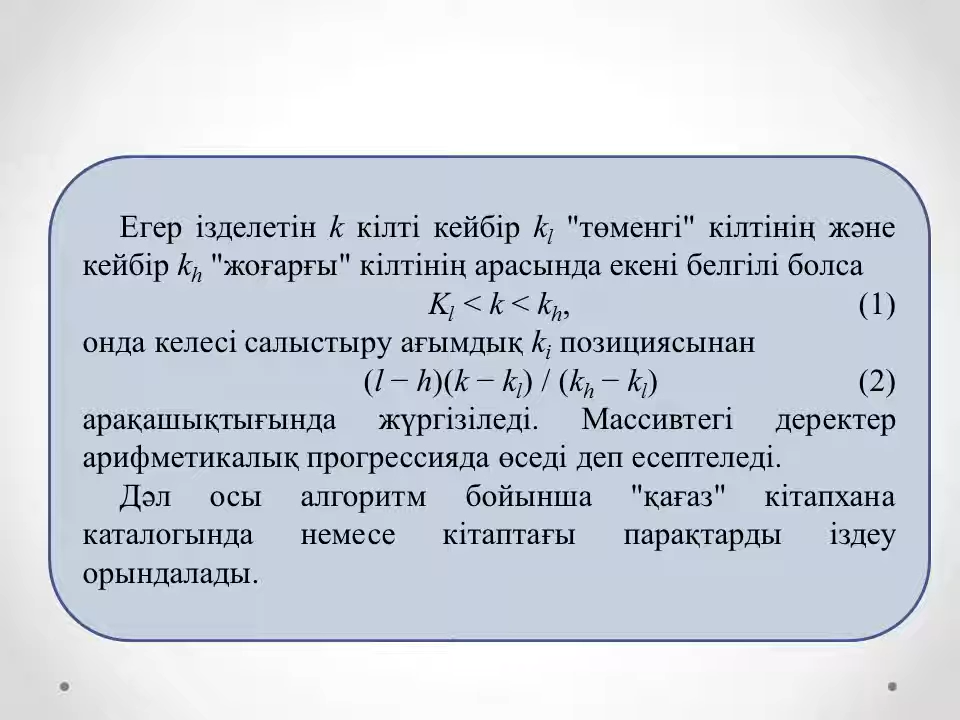 Егер ізделетін k кілті кейбір kl "төменгі" кілтінің және
кейбір kh "жоғарғы" кілтінің арасында екені белгілі болса
Kl < k < kh, (1)
онда келесі салыстыру ағымдық ki позициясынан
(l − h)(k − kl) / (kh − kl) (2)
арақашықтығында жүргізіледі. Массивтегі деректер
арифметикалық прогрессияда өседі деп есептеледі.
Дәл осы алгоритм бойынша "қағаз" кітапхана
каталогында немесе кітаптағы парақтарды іздеу
орындалады.